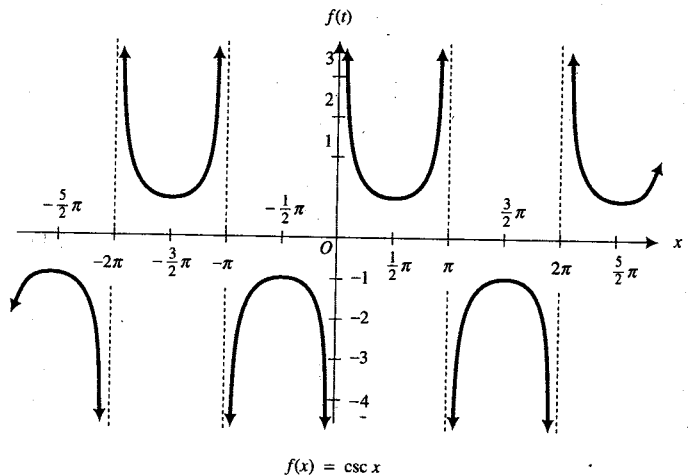 f(t)
3
2
1
-5/2 π
-1/2 π
3/2 π
O
x
-2π
-3/2 π
-π
1/2 π
π
2π
5/2 π
-1
-2
-3
-4
f(x) = csc x